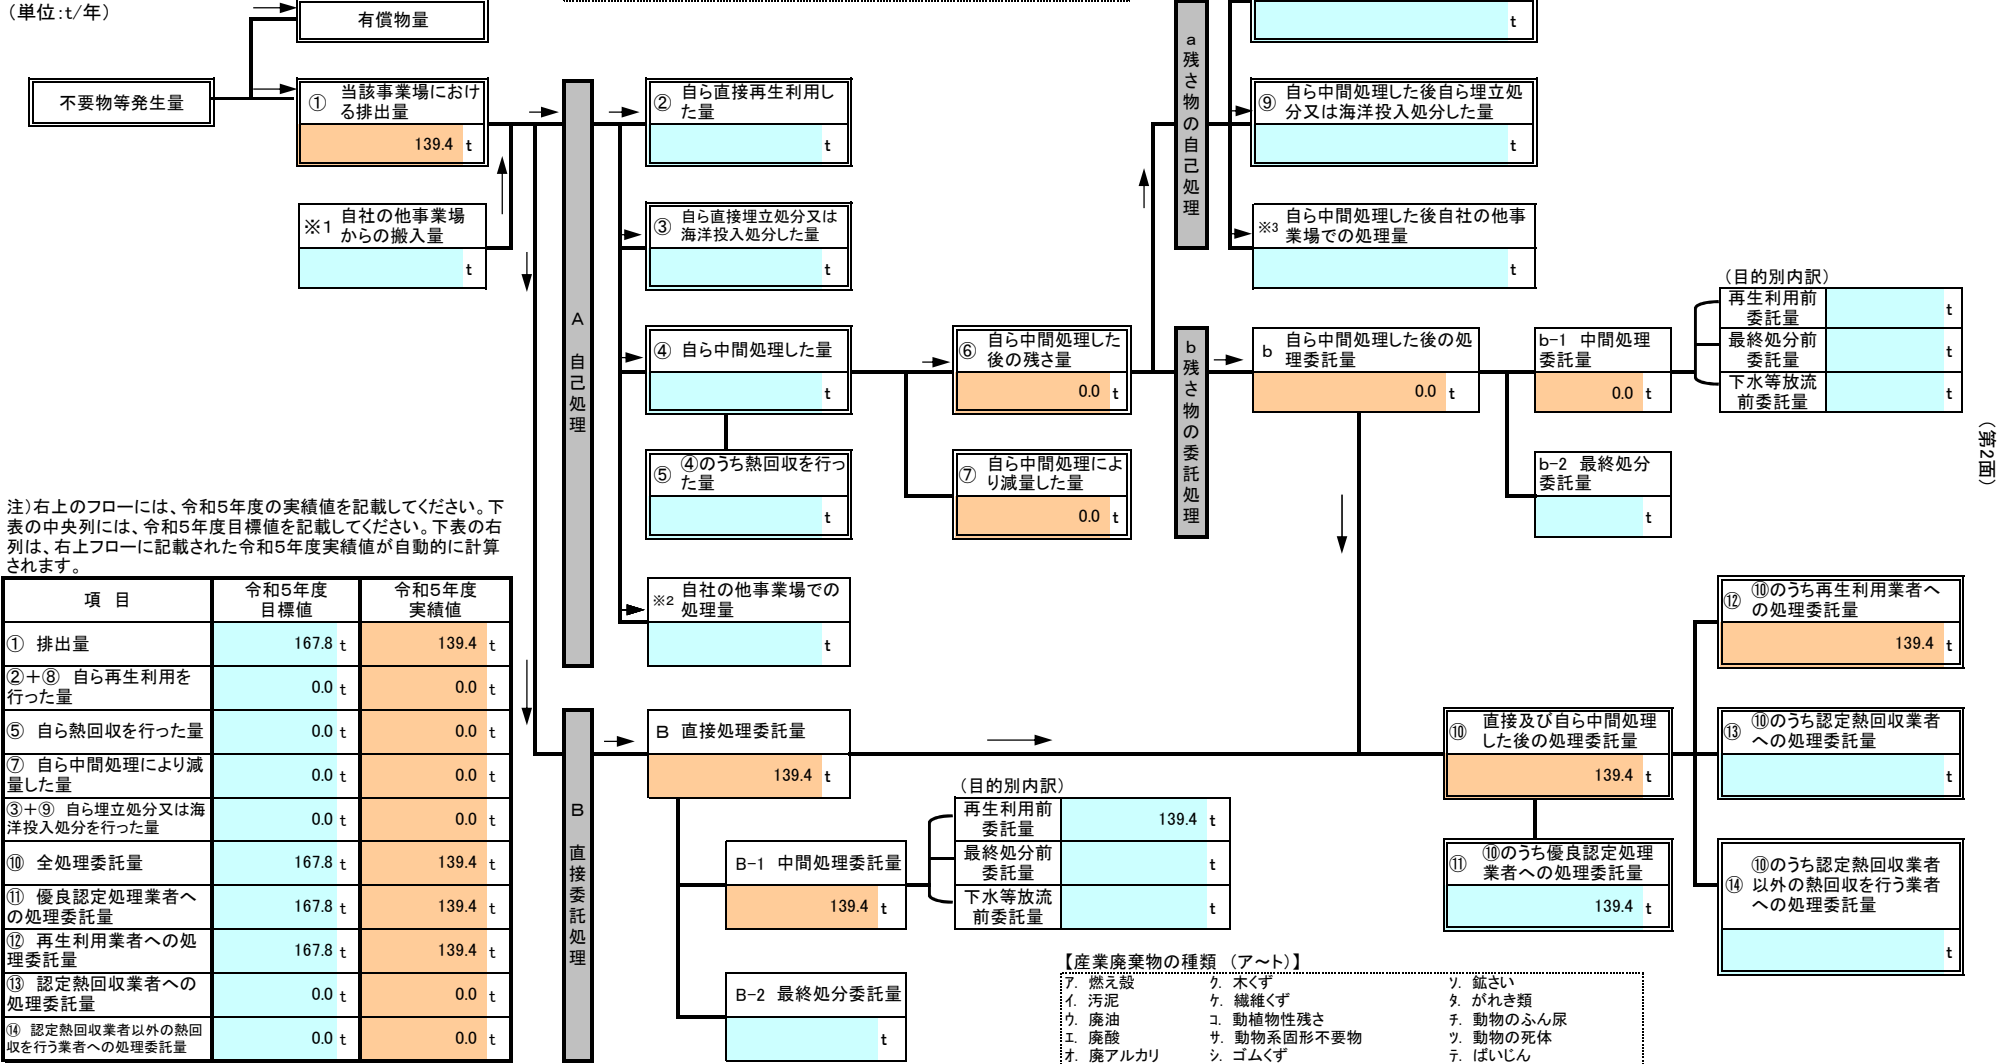 （単位:t/年）
有償物量
不要物等発生量
① 当該事業場におけ
る排出量
139.4 t
※1 自社の他事業場
からの搬入量
t
A 自己処理
② 自ら直接再生利用し
た量
t
③ 自ら直接埋立処分又は
海洋投入処分した量
t
④ 自ら中間処理した量
t
⑤ ④のうち熱回収を行っ
た量
t
※2 自社の他事業場での
処理量
t
⑥ 自ら中間処理した
後の残さ量
0.0 t
⑦ 自ら中間処理によ
り減量した量
0.0 t
a残さ物の自己処理
t
⑨ 自ら中間処理した後自ら埋立処
分又は海洋投入処分した量
t
※3 自ら中間処理した後自社の他事
業場での処理量
t
b残さ物の委託処理
b 自ら中間処理した後の処
理委託量
0.0 t
b-1 中間処理
委託量
0.0 t
b-2 最終処分
委託量
t
（目的別内訳）
再生利用前
委託量 t
最終処分前
委託量 t
下水等放流
前委託量 t
（第2面）
注）右上のフローには、令和5年度の実績値を記載してください。下
表の中央列には、令和5年度目標値を記載してください。下表の右
列は、右上フローに記載された令和5年度実績値が自動的に計算
されます。
項 目 令和5年度 目標値 令和5年度 実績値
① 排出量 167.8 t 139.4 t
②＋⑧ 自ら再生利用を
行った量 0.0 t 0.0 t
⑤ 自ら熱回収を行った量 0.0 t 0.0 t
⑦ 自ら中間処理により減
量した量 0.0 t 0.0 t
③＋⑨ 自ら埋立処分又は海
洋投入処分を行った量 0.0 t 0.0 t
⑩ 全処理委託量 167.8 t 139.4 t
⑪ 優良認定処理業者へ
の処理委託量 167.8 t 139.4 t
⑫ 再生利用業者への処
理委託量 167.8 t 139.4 t
⑬ 認定熱回収業者への
処理委託量 0.0 t 0.0 t
⑭ 認定熱回収業者以外の熱回
収を行う業者への処理委託量 0.0 t 0.0 t
B 直接委託処理
B 直接処理委託量
139.4 t
B-1 中間処理委託量
139.4 t
B-2 最終処分委託量
t
（目的別内訳）
再生利用前
委託量 139.4 t
最終処分前
委託量 t
下水等放流
前委託量 t
⑩ 直接及び自ら中間処理
した後の処理委託量
139.4 t
⑪ ⑩のうち優良認定処理
業者への処理委託量
139.4 t
⑫ ⑩のうち再生利用業者へ
の処理委託量
139.4 t
⑬ ⑩のうち認定熱回収業者
への処理委託量
t
⑭ ⑩のうち認定熱回収業者
以外の熱回収を行う業者
への処理委託量
t
【産業廃棄物の種類 （ア～ト）】
ｱ. 燃え殻 ｸ. 木くず ｿ. 鉱さい
ｲ. 汚泥 ｹ. 繊維くず ﾀ. がれき類
ｳ. 廃油 ｺ. 動植物性残さ ﾁ. 動物のふん尿
ｴ. 廃酸 ｻ. 動物系固形不要物 ﾂ. 動物の死体
ｵ. 廃アルカリ ｼ. ゴムくず ﾃ. ばいじん